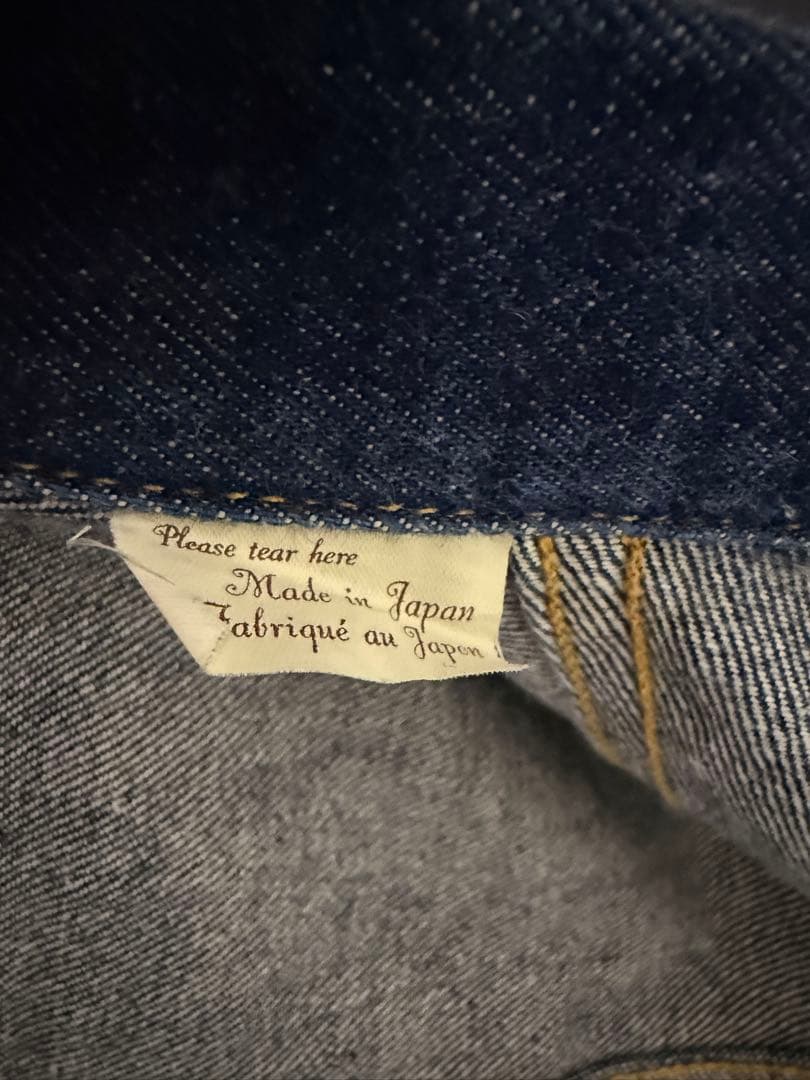 Please tear here
Made in Japan
Fabriqué au Japon